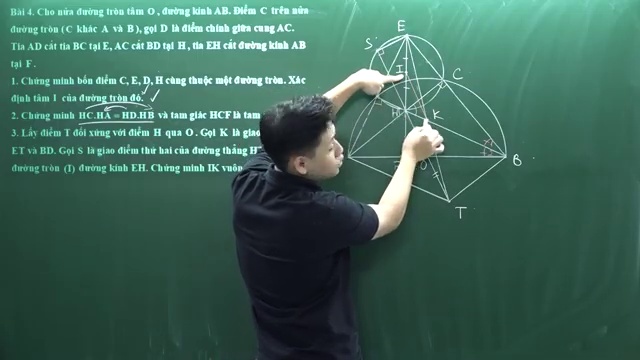 Bài 4. Cho nửa đường tròn tâm O , đường kính AB. Điểm C trên nửa
đường tròn (C khác A và B), gọi D là điểm chính giữa cung AC.
Tia AD cắt tia BC tại E, AC cắt BD tại H , tia EH cắt đường kính AB
tại F .
1. Chứng minh bốn điểm C, E, D, H cùng thuộc một đường tròn. Xác
định tâm I của đường tròn đó.
2. Chứng minh HC.HA = HD.HB và tam giác HCF là tam
3. Lấy điểm T đối xứng với điểm H qua O . Gọi K là giao
ET và BD. Gọi S là giao điểm thứ hai của đường thẳng
đường tròn (I) đường kính EH. Chứng minh IK vuôn
E
S
I
C
H
K
B
O
T